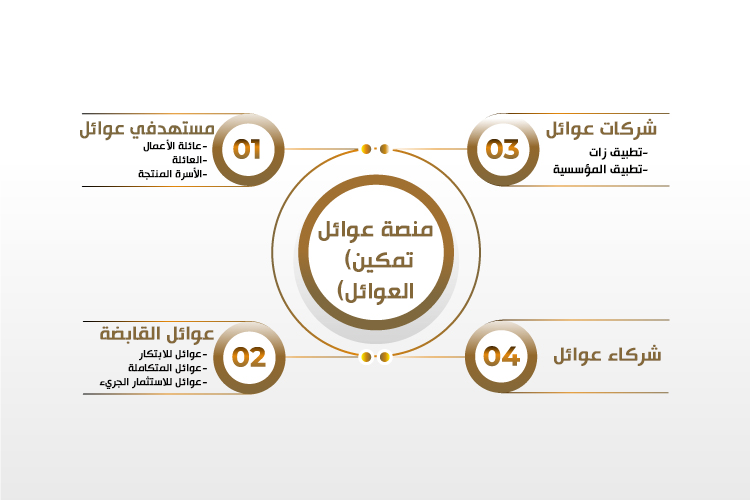 منصة عوائل
تمكين)
العوائل)
01
مستهدفي عوائل
-عائلة الأعمال
-العائلة
-الأسرة المنتجة
02
عوائل القابضة
-عوائل للابتكار
-عوائل المتكاملة
-عوائل للاستثمار الجريء
03
شركات عوائل
-تطبيق زات
-تطبيق المؤسسية
04
شركاء عوائل